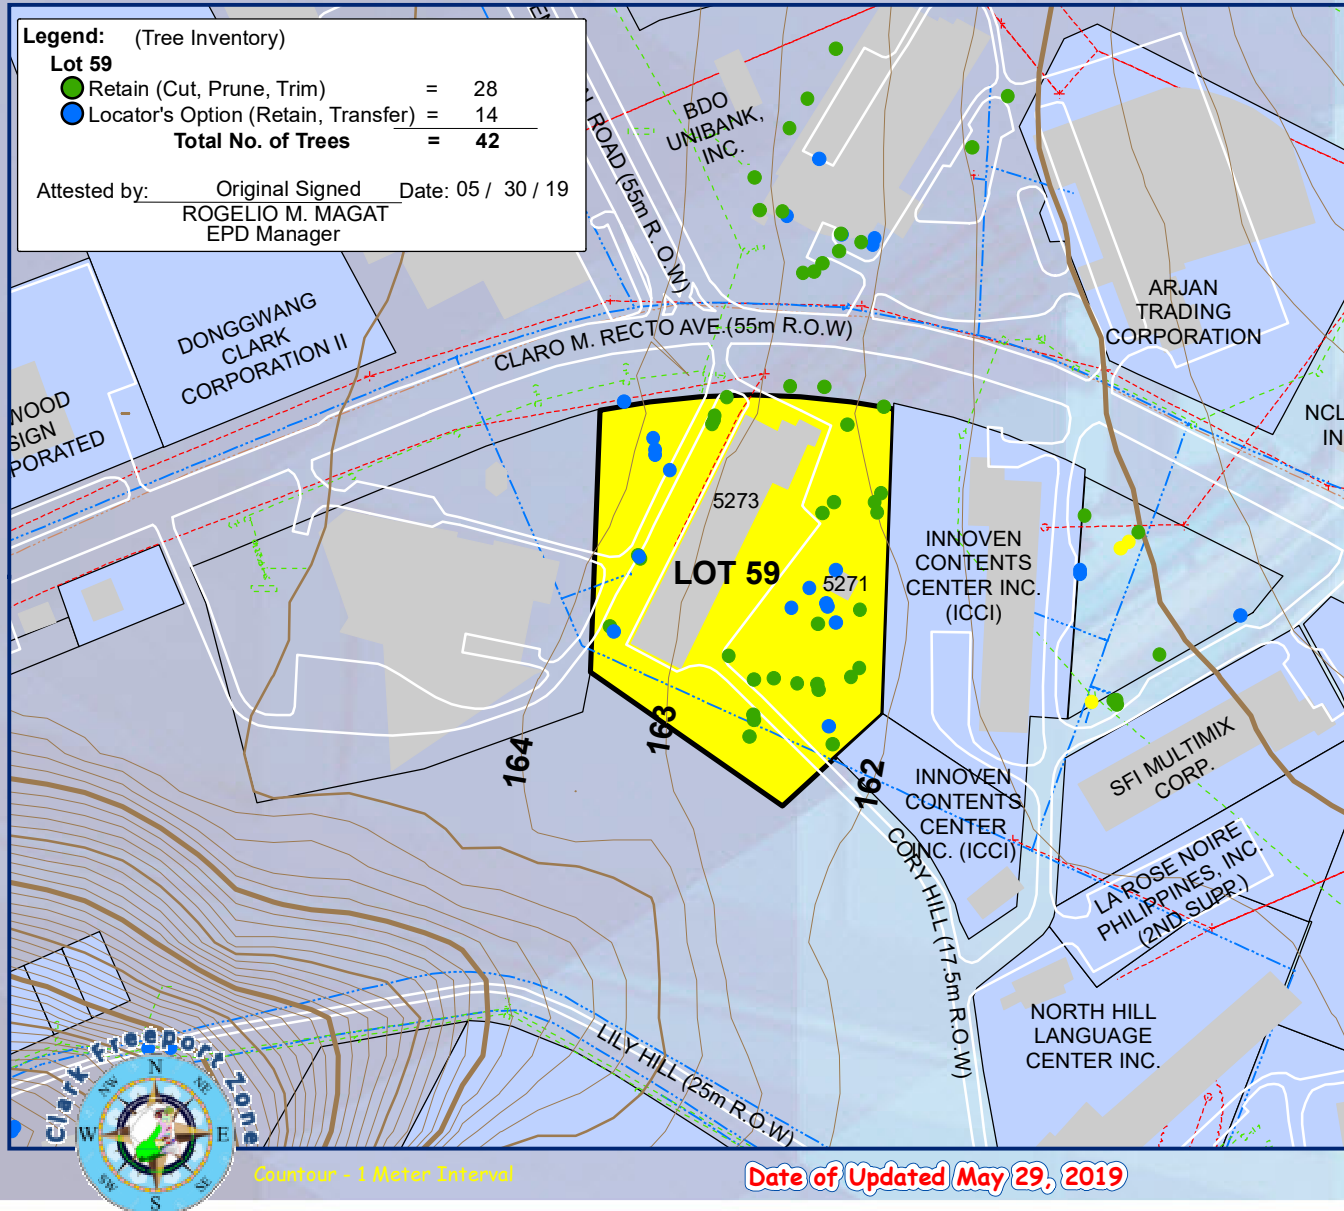 Legend: (Tree Inventory)
Lot 59
Retain (Cut, Prune, Trim) = 28
Locator's Option (Retain, Transfer) = 14
Total No. of Trees = 42
Attested by: Original Signed Date: 05 / 30 / 19
ROGELIO M. MAGAT
EPD Manager
ROAD (55m R.O.W)
BDO
UNIBANK,
INC.
DONGGWANG
CLARK
CORPORATION II
CLARO M. RECTO AVE.(55m R.O.W)
ARJAN
TRADING
CORPORATION
WOOD
SIGN
PORATED
NCL
IN
5273
LOT 59
5271
INNOVEN
CONTENTS
CENTER INC.
(ICCI)
164
163
162
INNOVEN
CONTENTS
CENTER
INC. (ICCI)
SFI MULTIMIX
CORP.
LA ROSE NOIRE
PHILIPPINES, INC.
(2ND SUPP.)
CORY HILL (17.5m R.O.W)
NORTH HILL
LANGUAGE
CENTER INC.
LILY HILL (25m R.O.W)
Clark Freeport Zone
N
NW
NE
W
E
SW
SE
S
Countour - 1 Meter Interval
Date of Updated May 29, 2019